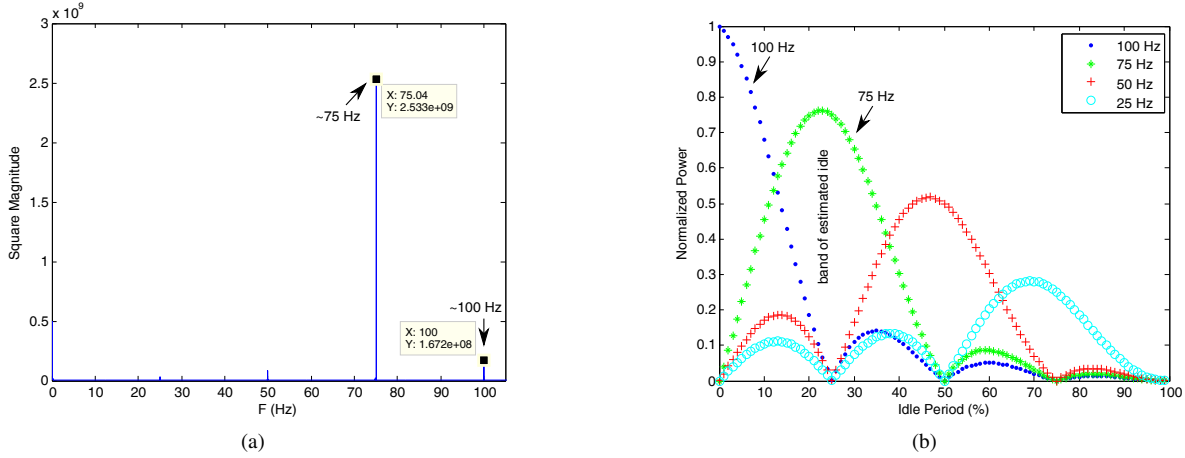 3 x 10^9
2.5
2
1.5
1
0.5
0
Square Magnitude
0 10 20 30 40 50 60 70 80 90 100
F (Hz)
~75 Hz
X: 75.04
Y: 2.533e+09
~100 Hz
X: 100
Y: 1.672e+08
(a)
1
0.9
0.8
0.7
0.6
0.5
0.4
0.3
0.2
0.1
0
Normalized Power
0 10 20 30 40 50 60 70 80 90 100
Idle Period (%)
100 Hz
75 Hz
band of estimated idle
100 Hz
75 Hz
50 Hz
25 Hz
(b)